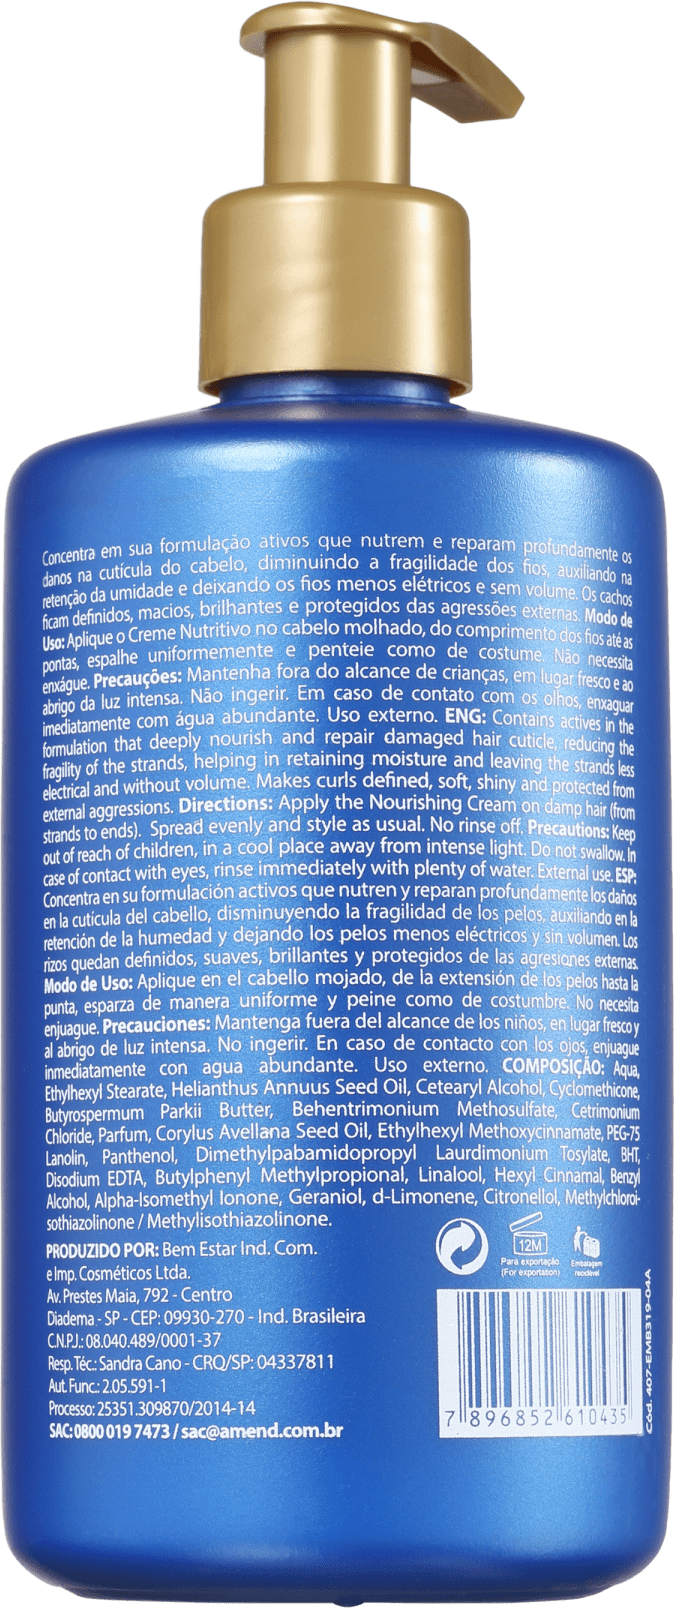 Concentra em sua formulação ativos que nutrem e reparam profundamente os
danos na cutícula do cabelo, diminuindo a fragilidade dos fios, auxiliando na
retenção da umidade e deixando os fios menos elétricos e sem volume. Os cachos
ficam definidos, macios, brilhantes e protegidos das agressões externas. Modo de
Uso: Aplique o Creme Nutritivo no cabelo molhado, do comprimento dos fios até as
pontas, espalhe uniformemente e penteie como de costume. Não necessita
enxágue. Precauções: Mantenha fora do alcance de crianças, em lugar fresco e ao
abrigo da luz intensa. Não ingerir. Em caso de contato com os olhos, enxaguar
imediatamente com água abundante. Uso externo. ENG: Contains actives in the
formulation that deeply nourish and repair damaged hair cuticle, reducing the
fragility of the strands, helping in retaining moisture and leaving the strands less
electrical and without volume. Makes curls defined, soft, shiny and protected from
external aggressions. Directions: Apply the Nourishing Cream on damp hair (from
strands to ends). Spread evenly and style as usual. No rinse off. Precautions: Keep
out of reach of children, in a cool place away from intense light. Do not swallow. In
case of contact with eyes, rinse immediately with plenty of water. External use. ESP:
Concentra en su formulación activos que nutren y reparan profundamente los daños
en la cutícula del cabello, disminuyendo la fragilidad de los pelos, auxiliando en la
retención de la humedad y dejando los pelos menos eléctricos y sin volumen. Los
rizos quedan definidos, suaves, brillantes y protegidos de las agresiones externas.
Modo de Uso: Aplique en el cabello mojado, de la extensión de los pelos hasta la
punta, esparza de manera uniforme y peine como de costumbre. No necesita
enjuague. Precauciones: Mantenga fuera del alcance de los niños, en lugar fresco y
al abrigo de luz intensa. No ingerir. En caso de contacto con los ojos, enjuague
inmediatamente con agua abundante. Uso externo. COMPOSIÇÃO: Aqua,
Ethylhexyl Stearate, Helianthus Annuus Seed Oil, Cetearyl Alcohol, Cyclomethicone,
Butyrospermum Parkii Butter, Behentrimonium Methosulfate, Cetrimonium
Chloride, Parfum, Corylus Avellana Seed Oil, Ethylhexyl Methoxycinnamate, PEG-75
Lanolin, Panthenol, Dimethylpabamidopropyl Laurdimonium Tosylate, BHT,
Disodium EDTA, Butylphenyl Methylpropional, Linalool, Hexyl Cinnamal, Benzyl
Alcohol, Alpha-Isomethyl Ionone, Geraniol, d-Limonene, Citronellol, Methylchloroi-
sothiazolinone / Methylisothiazolinone.
PRODUZIDO POR: Bem Estar Ind. Com.
e Imp. Cosméticos Ltda.
Av. Prestes Maia, 792 - Centro
Diadema - SP - CEP: 09930-270 - Ind. Brasileira
C.N.P.J.: 08.040.489/0001-37
Resp. Téc.: Sandra Cano - CRQ/SP: 04337811
Aut. Func.: 2.05.591-1
Processo: 25351.309870/2014-14
SAC: 0800 019 7473 / sac@amend.com.br
12M
Para exportação
(For exportation)
Embalagem
reciclável
7 896852 610435
Cód. 407-EMB319-04A